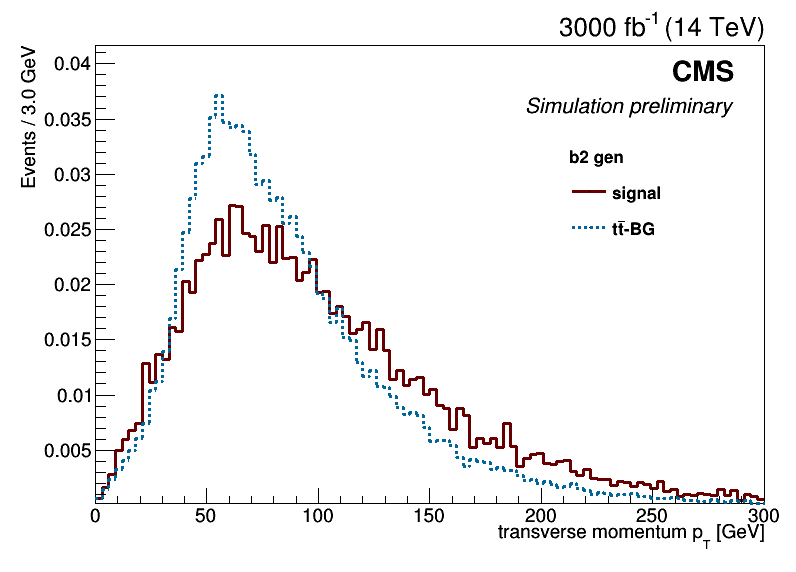 3000 fb⁻¹ (14 TeV)
Events / 3.0 GeV
CMS
Simulation preliminary
b2 gen
signal
tt̄-BG
0.04
0.035
0.03
0.025
0.02
0.015
0.01
0.005
0 50 100 150 200 250 300
transverse momentum p_T [GeV]